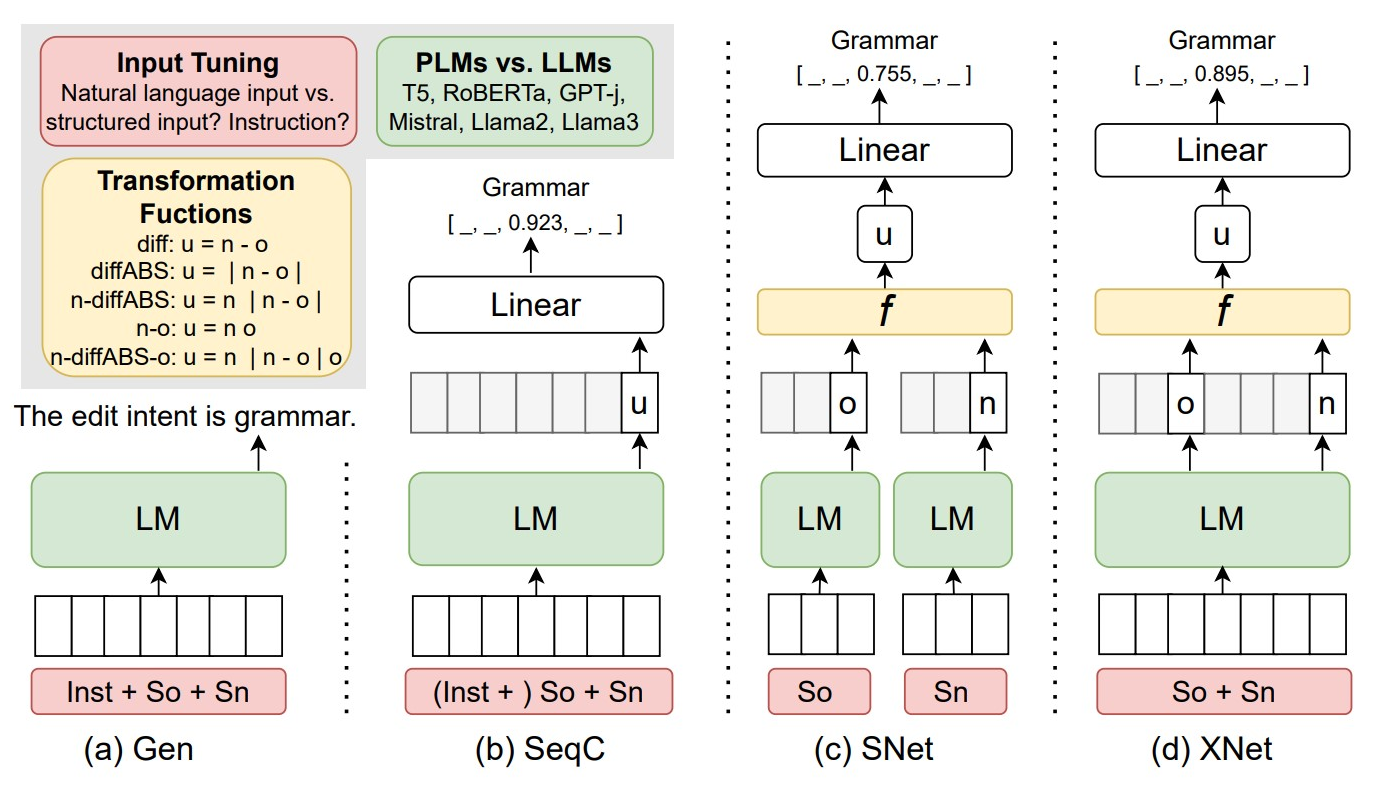 Input Tuning
Natural language input vs.
structured input? Instruction?
PLMs vs. LLMs
T5, RoBERTa, GPT-j,
Mistral, Llama2, Llama3
Transformation
Fuctions
diff: u = n - o
diffABS: u = | n - o |
n-diffABS: u = n | n - o |
n-o: u = n o
n-diffABS-o: u = n | n - o | o
The edit intent is grammar.
LM
Inst + So + Sn
(a) Gen
Grammar
[ _, _, 0.923, _, _ ]
Linear
u
LM
(Inst + ) So + Sn
(b) SeqC
Grammar
[ _, _, 0.755, _, _ ]
Linear
u
f
o
n
LM
LM
So
Sn
(c) SNet
Grammar
[ _, _, 0.895, _, _ ]
Linear
u
f
o
n
LM
So + Sn
(d) XNet